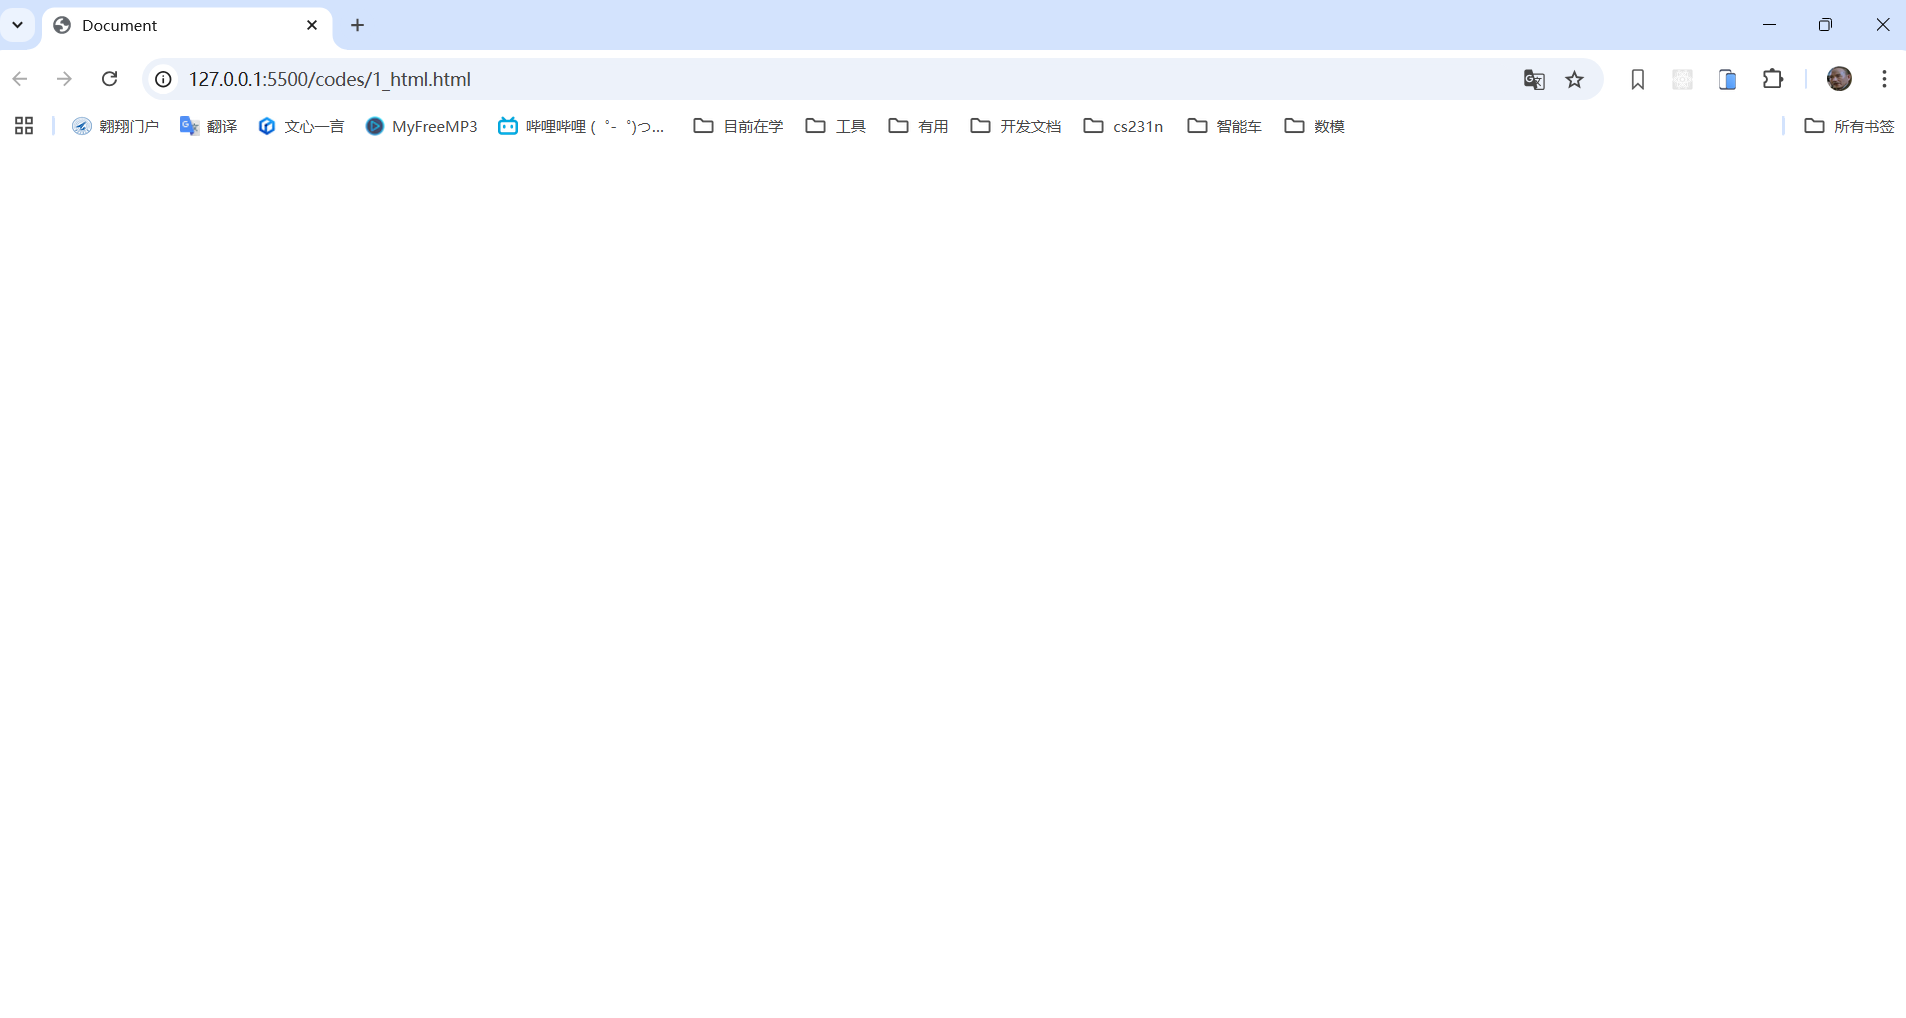 Document
127.0.0.1:5500/codes/1_html.html
翱翔门户 翻译 文心一言 MyFreeMP3 哔哩哔哩 ( ゜- ゜)つ... 目前在学 工具 有用 开发文档 cs231n 智能车 数模 所有书签